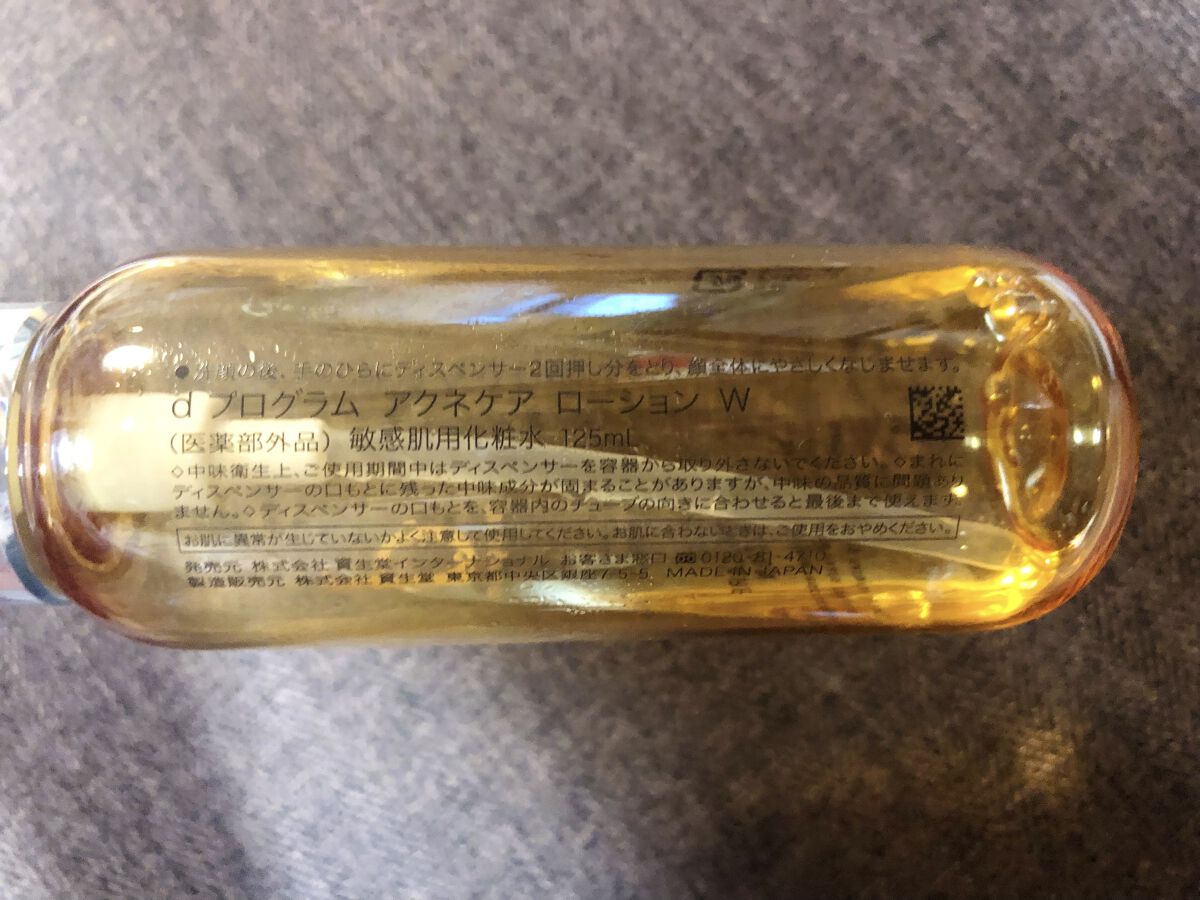 ●洗顔の後、手のひらにディスペンサー2回押し分をとり、顔全体にやさしくなじませます。
d プログラム アクネケア ローション W
(医薬部外品) 敏感肌用化粧水 125mL
◇中味衛生上、ご使用期間中はディスペンサーを容器から取り外さないでください。◇まれに
ディスペンサーの口もとに残った中味成分が固まることがありますが、中味の品質に問題あり
ません。◇ディスペンサーの口もとを、容器内のチューブの向きに合わせると最後まで使えます。
お肌に異常が生じていないかよく注意して使用してください。お肌に合わないときは、ご使用をおやめください。
発売元 株式会社 資生堂インターナショナル お客さま窓口 0120-81-4710
製造販売元 株式会社 資生堂 東京都中央区銀座7-5-5 MADE IN JAPAN